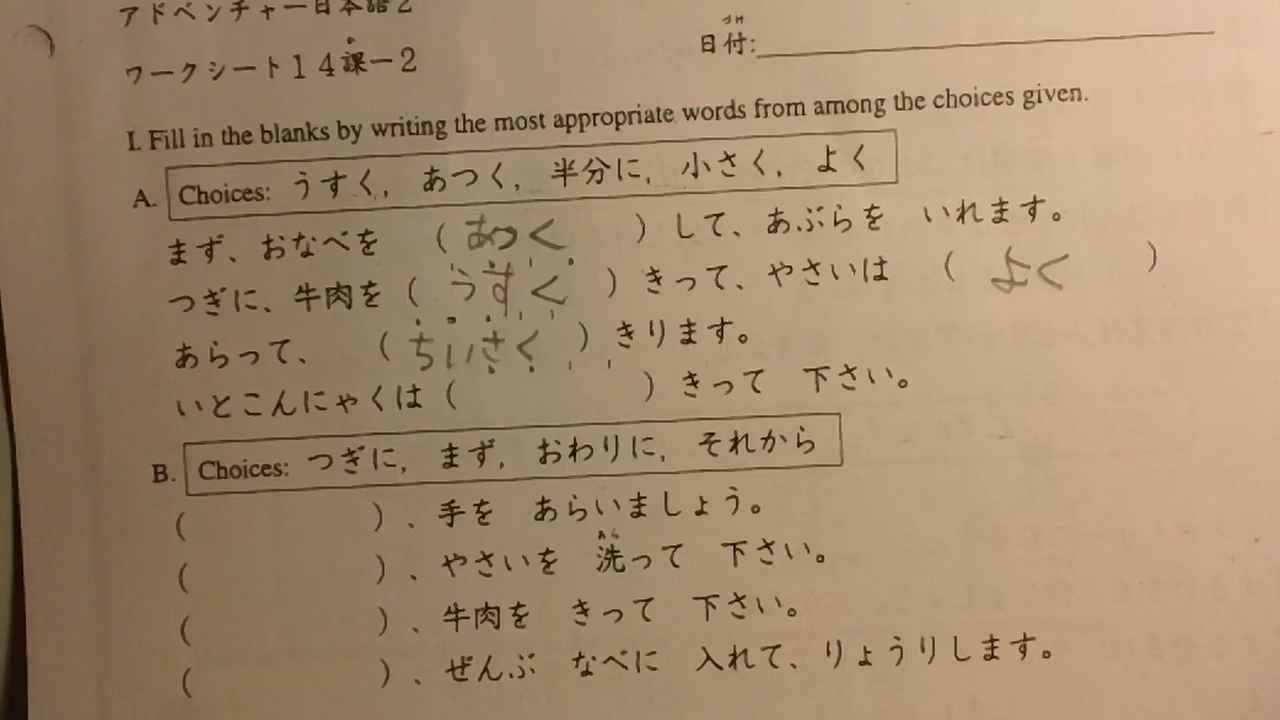 アドベンチャー日本語2
ワークシート14課ー2
日付:
I. Fill in the blanks by writing the most appropriate words from among the choices given.
A. Choices: うすく, あつく, 半分に, 小さく, よく
まず、おなべを （ あつく ）して、あぶらを いれます。
つぎに、牛肉を（ うすく ）きって、やさいは （ よく ）
あらって、 （ ちいさく ）きります。
いとこんにゃくは（ ）きって 下さい。
B. Choices: つぎに, まず, おわりに, それから
（ ）、手を あらいましょう。
（ ）、やさいを 洗って 下さい。
（ ）、牛肉を きって 下さい。
（ ）、ぜんぶ なべに 入れて、りょうりします。